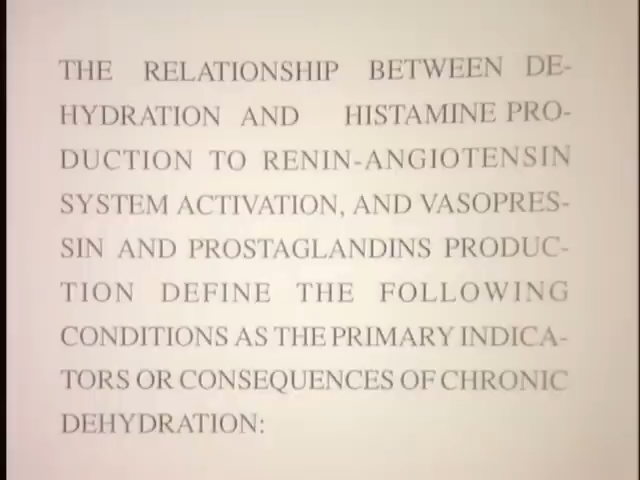 THE RELATIONSHIP BETWEEN DE-
HYDRATION AND HISTAMINE PRO-
DUCTION TO RENIN-ANGIOTENSIN
SYSTEM ACTIVATION, AND VASOPRES-
SIN AND PROSTAGLANDINS PRODUC-
TION DEFINE THE FOLLOWING
CONDITIONS AS THE PRIMARY INDICA-
TORS OR CONSEQUENCES OF CHRONIC
DEHYDRATION: